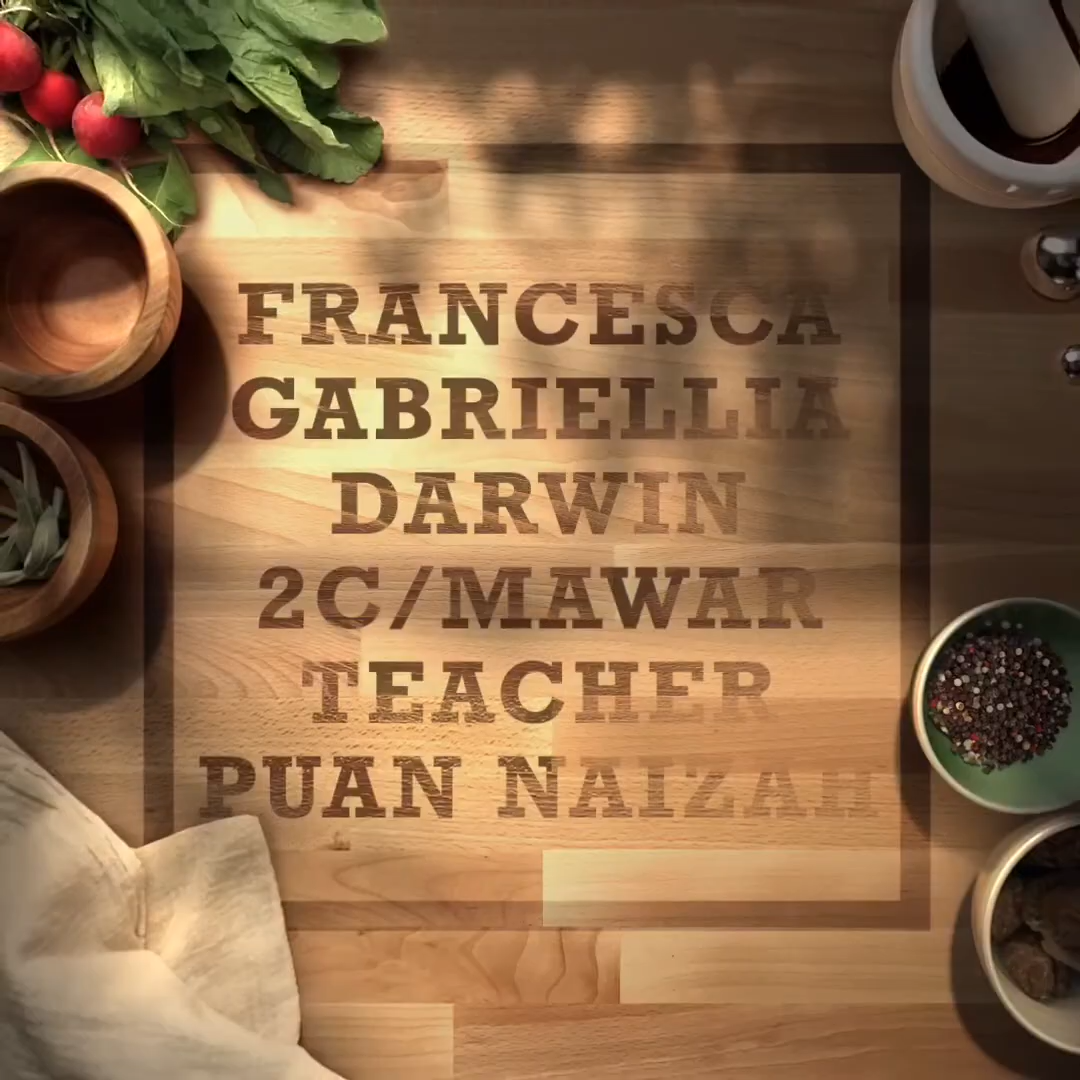 FRANCESCA
GABRIELLIA
DARWIN
2C/MAWAR
TEACHER
PUAN NAIZAH